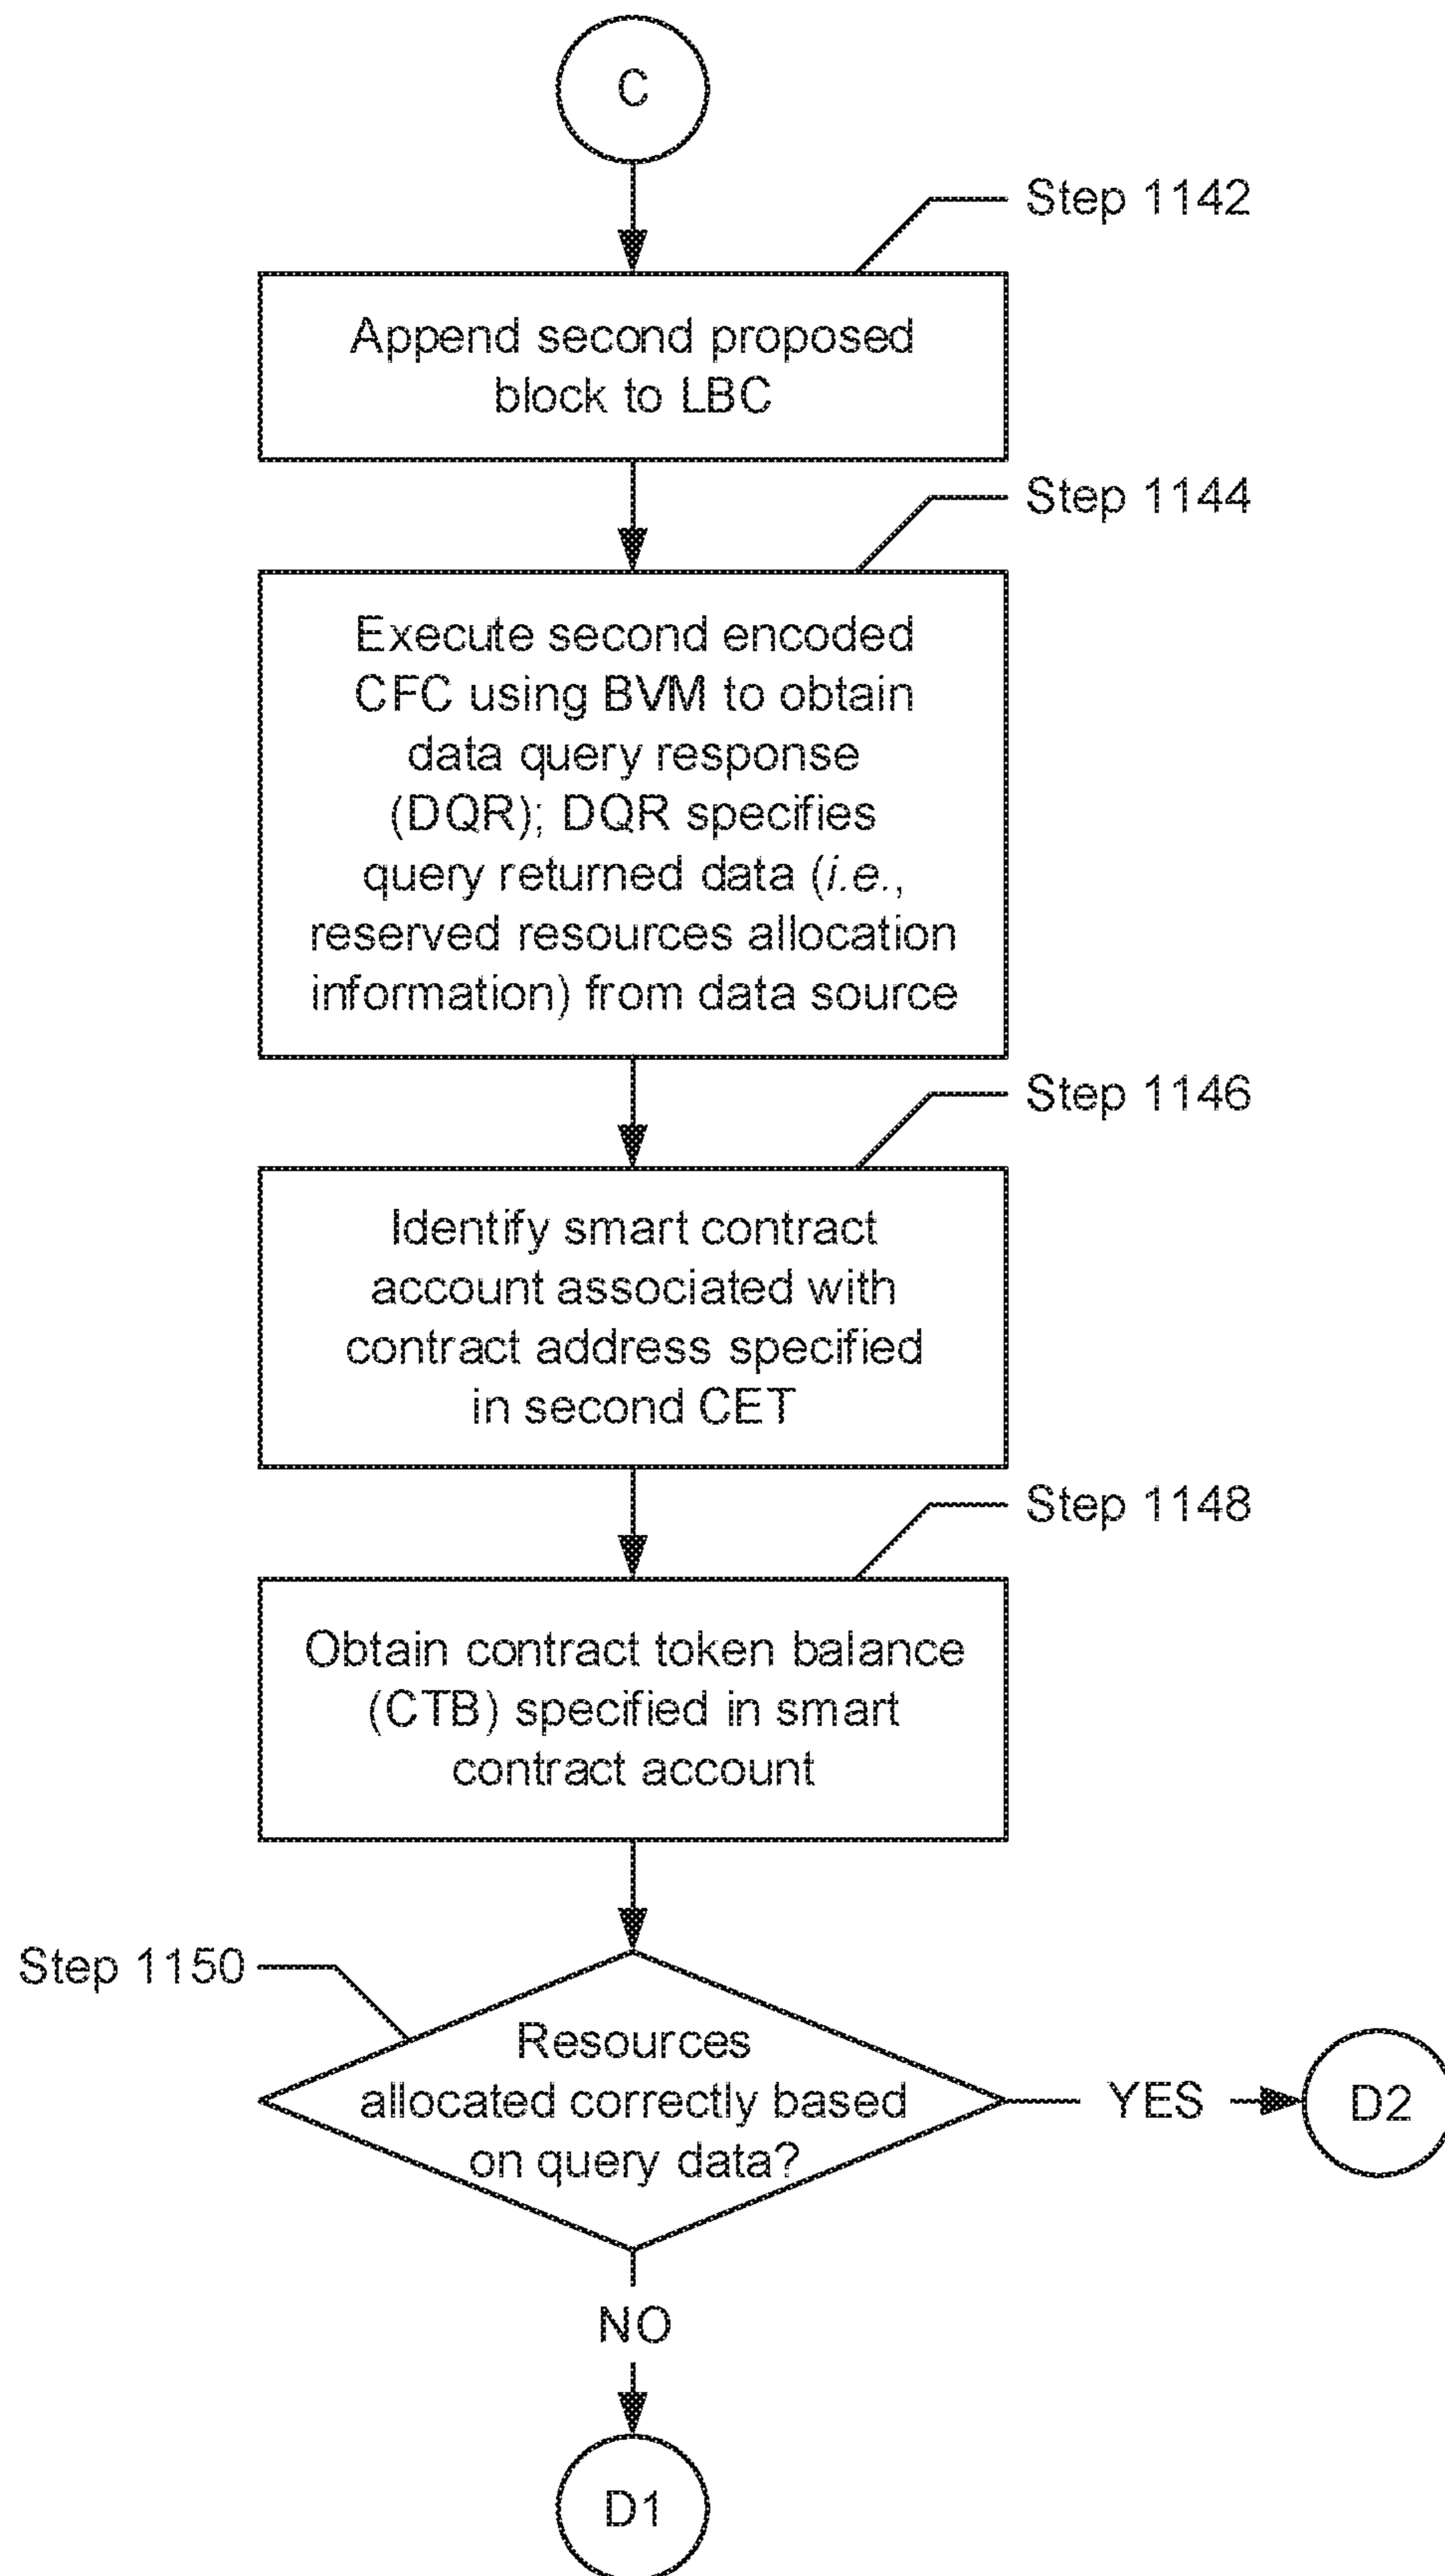 C
Step 1142
Append second proposed
block to LBC
Step 1144
Execute second encoded
CFC using BVM to obtain
data query response
(DQR); DQR specifies
query returned data (i.e.,
reserved resources allocation
information) from data source
Step 1146
Identify smart contract
account associated with
contract address specified
in second CET
Step 1148
Obtain contract token balance
(CTB) specified in smart
contract account
Step 1150
Resources
allocated correctly based
on query data?
YES
D2
NO
D1